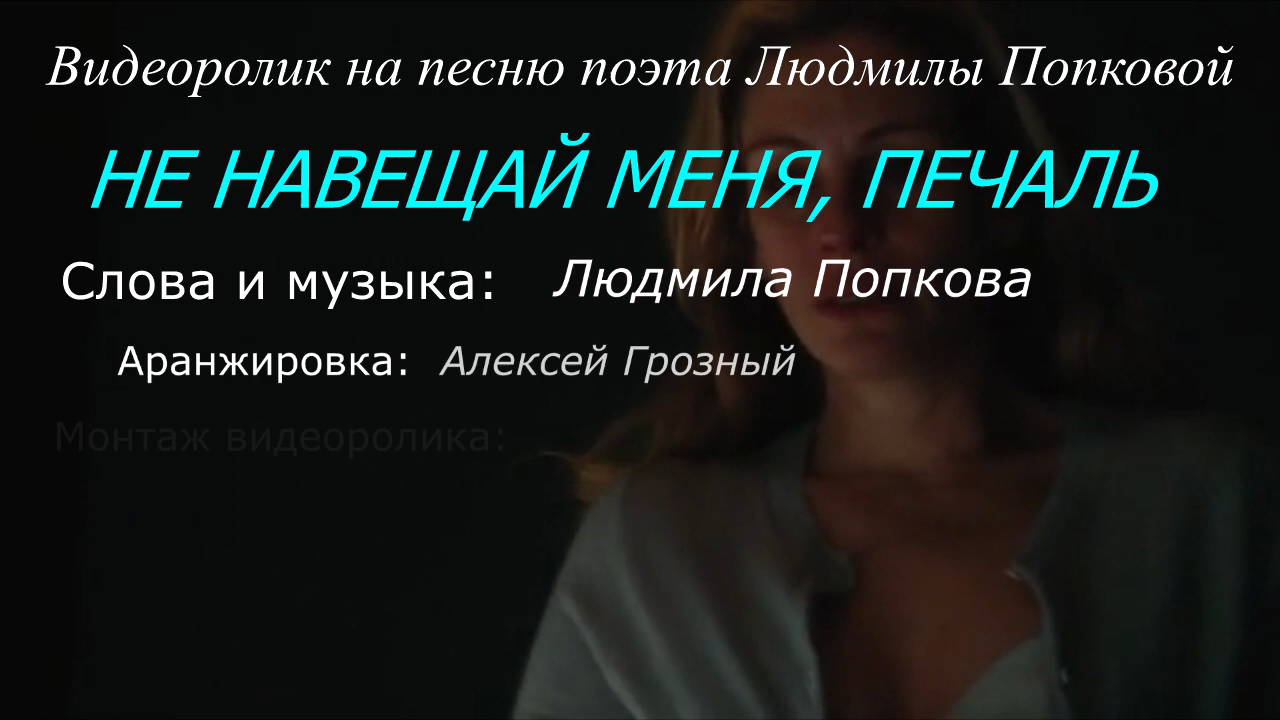 Видеоролик на песню поэта Людмилы Попковой
НЕ НАВЕЩАЙ МЕНЯ, ПЕЧАЛЬ
Слова и музыка: Людмила Попкова
Аранжировка: Алексей Грозный
Монтаж видеоролика: